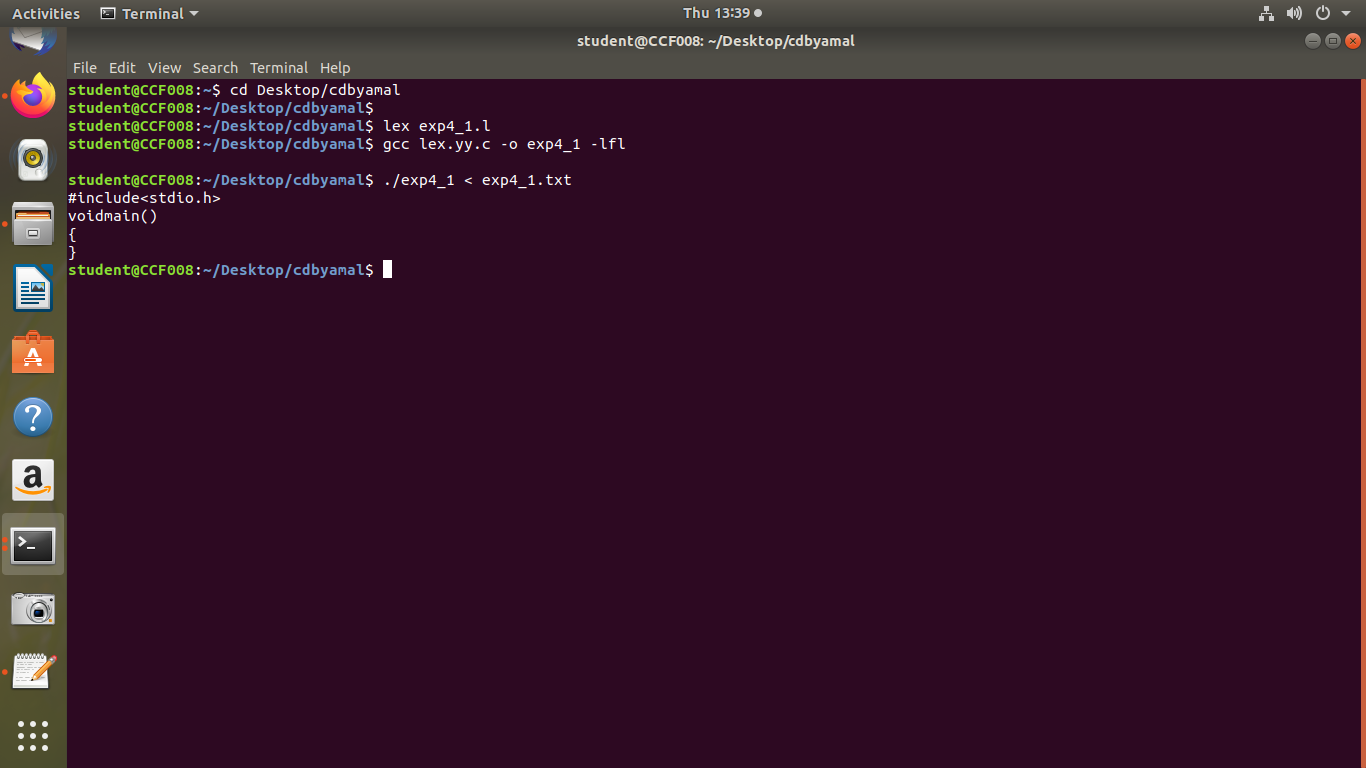 Activities Terminal Thu 13:39
student@CCF008: ~/Desktop/cdbyamal
File Edit View Search Terminal Help
student@CCF008:~$ cd Desktop/cdbyamal
student@CCF008:~/Desktop/cdbyamal$
student@CCF008:~/Desktop/cdbyamal$ lex exp4_1.l
student@CCF008:~/Desktop/cdbyamal$ gcc lex.yy.c -o exp4_1 -lfl
student@CCF008:~/Desktop/cdbyamal$ ./exp4_1 < exp4_1.txt
#include<stdio.h>
voidmain()
{
}
student@CCF008:~/Desktop/cdbyamal$